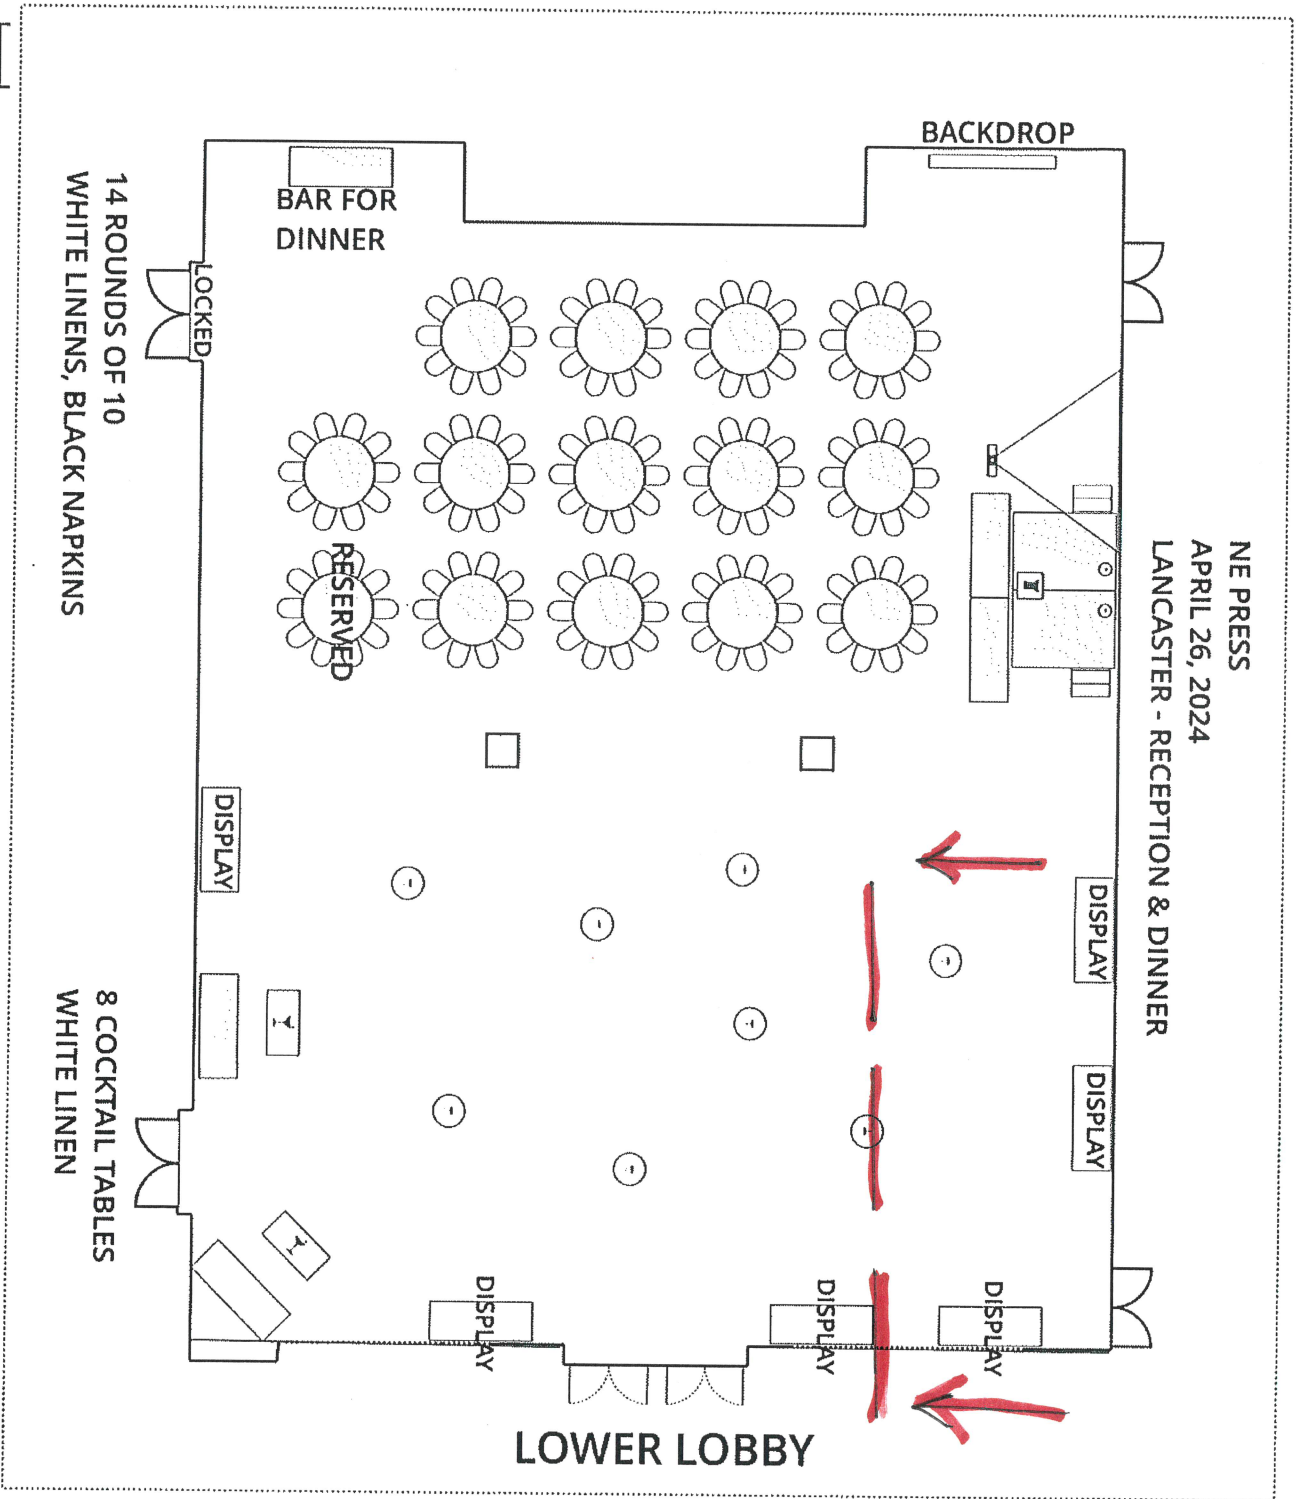 BACKDROP
BAR FOR
DINNER
LOCKED
14 ROUNDS OF 10
WHITE LINENS, BLACK NAPKINS
RESERVED
NE PRESS
APRIL 26, 2024
LANCASTER - RECEPTION & DINNER
DISPLAY
DISPLAY
DISPLAY
8 COCKTAIL TABLES
WHITE LINEN
DISPLAY
DISPLAY
DISPLAY
LOWER LOBBY